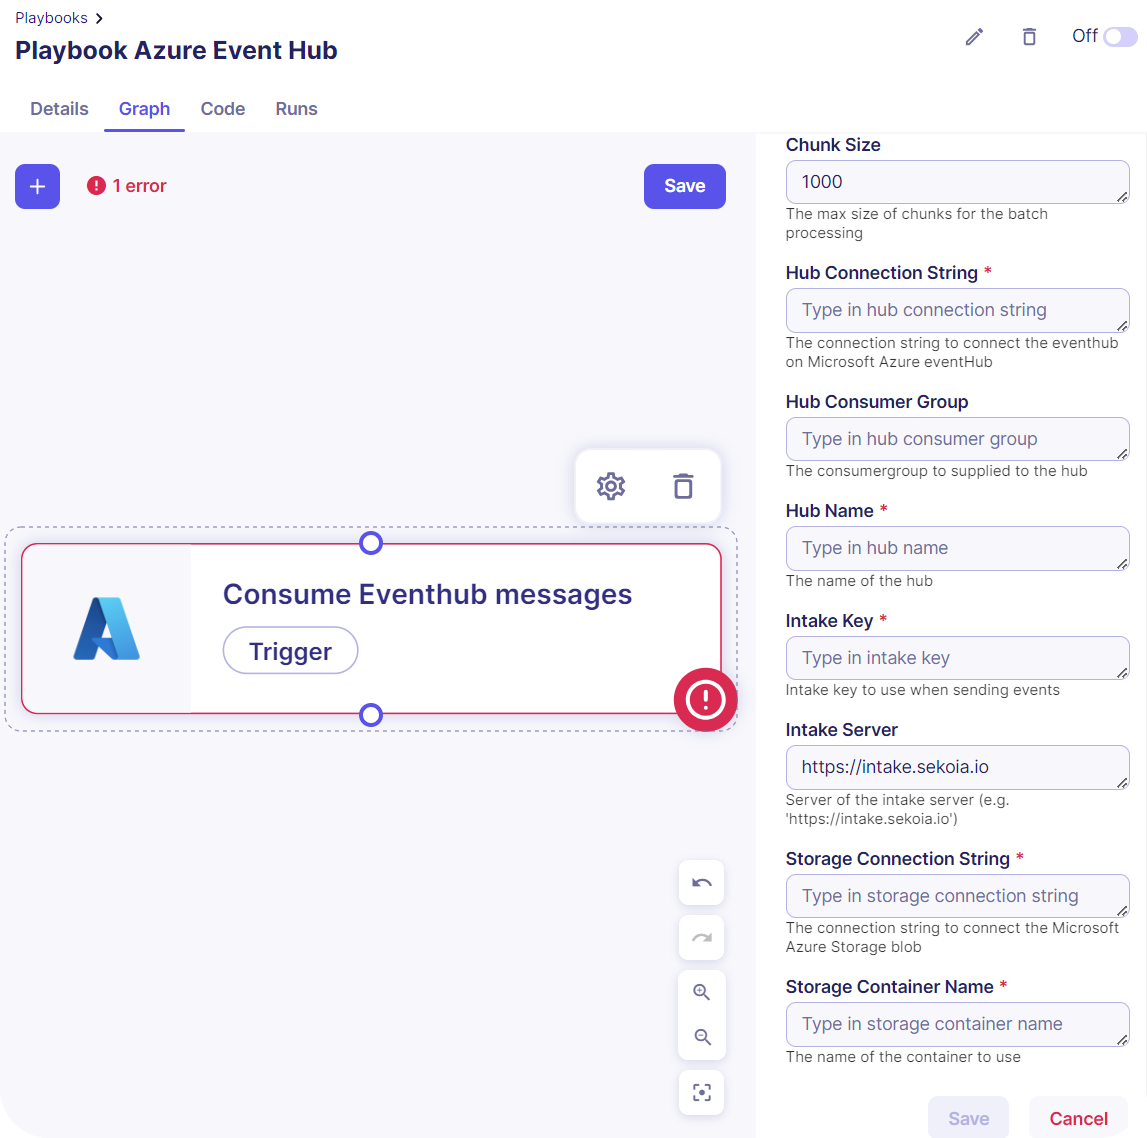 Playbooks
Playbook Azure Event Hub
Off
Details
Graph
Code
Runs
1 error
Save
Consume Eventhub messages
Trigger
Chunk Size
1000
The max size of chunks for the batch
processing
Hub Connection String *
Type in hub connection string
The connection string to connect the eventhub
on Microsoft Azure eventHub
Hub Consumer Group
Type in hub consumer group
The consumergroup to supplied to the hub
Hub Name *
Type in hub name
The name of the hub
Intake Key *
Type in intake key
Intake key to use when sending events
Intake Server
https://intake.sekoia.io
Server of the intake server (e.g.
'https://intake.sekoia.io')
Storage Connection String *
Type in storage connection string
The connection string to connect the Microsoft
Azure Storage blob
Storage Container Name *
Type in storage container name
The name of the container to use
Save
Cancel